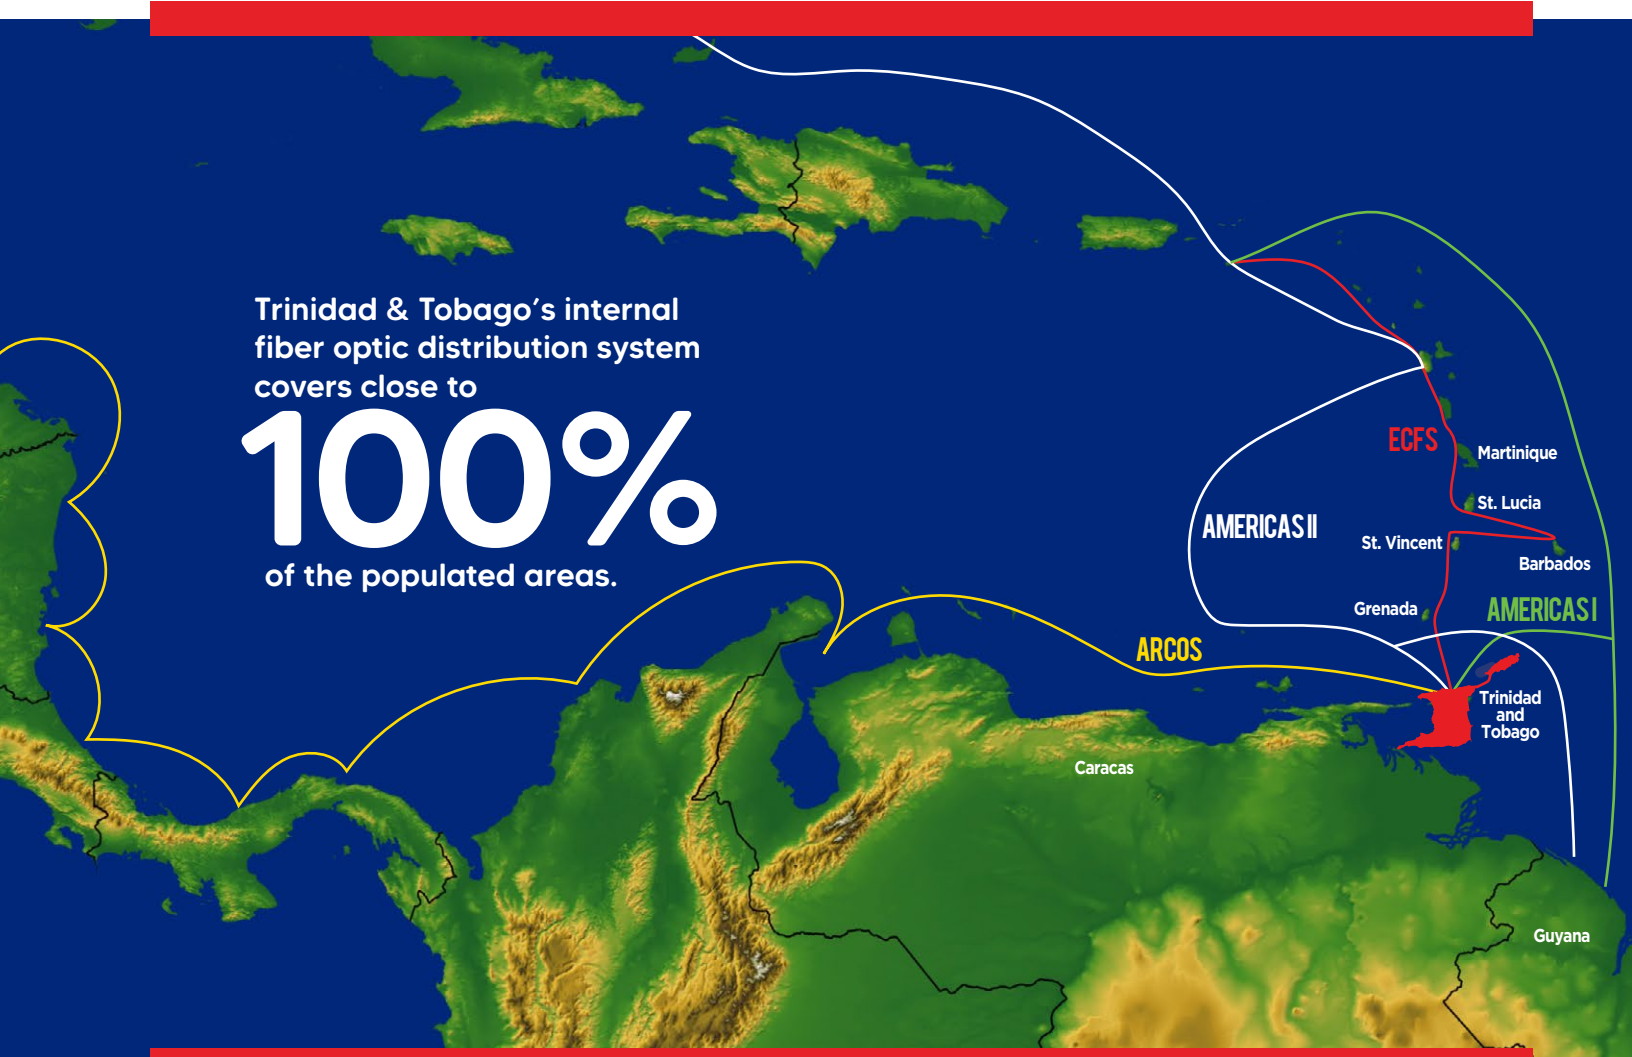 Trinidad & Tobago's internal
fiber optic distribution system
covers close to
100%
of the populated areas.
ECFS
Martinique
St. Lucia
AMERICAS II
St. Vincent
Barbados
Grenada
AMERICAS I
ARCOS
Trinidad
and
Tobago
Caracas
Guyana